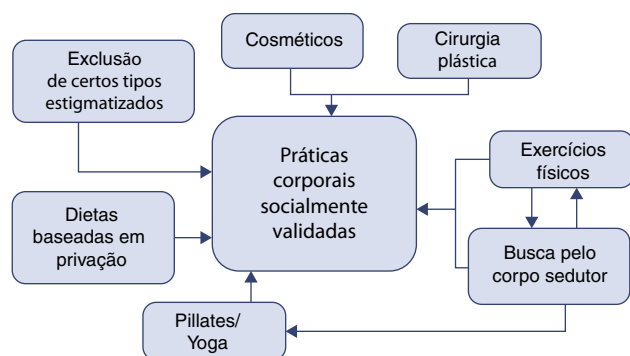 Cosméticos
Cirurgia
plástica
Exclusão
de certos tipos
estigmatizados
Práticas
corporais
socialmente
validadas
Exercícios
físicos
Dietas
baseadas em
privação
Busca pelo
corpo sedutor
Pillates/
Yoga